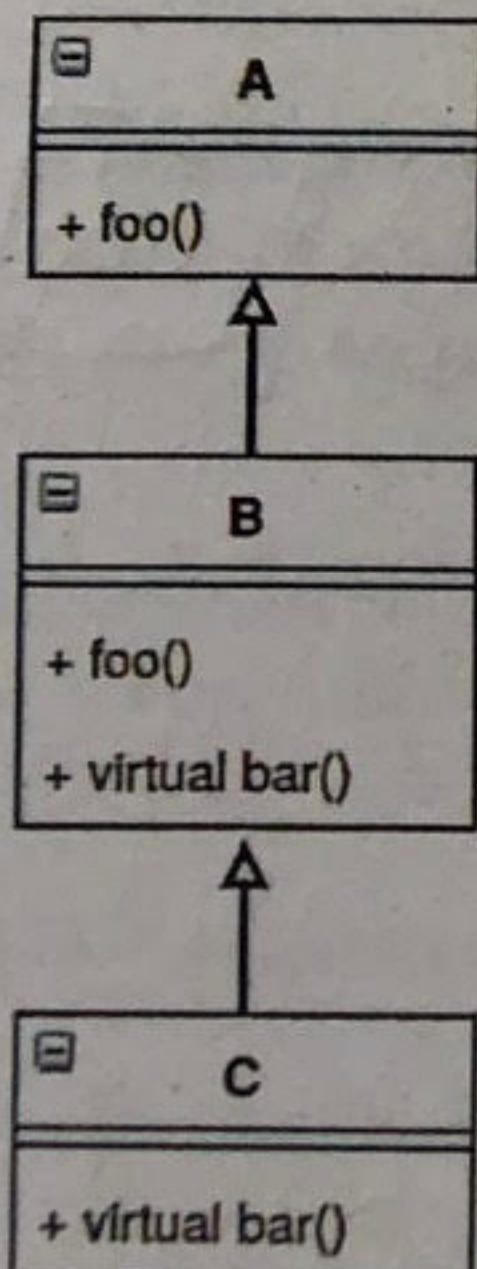 A
+ foo()
B
+ foo()
+ virtual bar()
C
+ virtual bar()